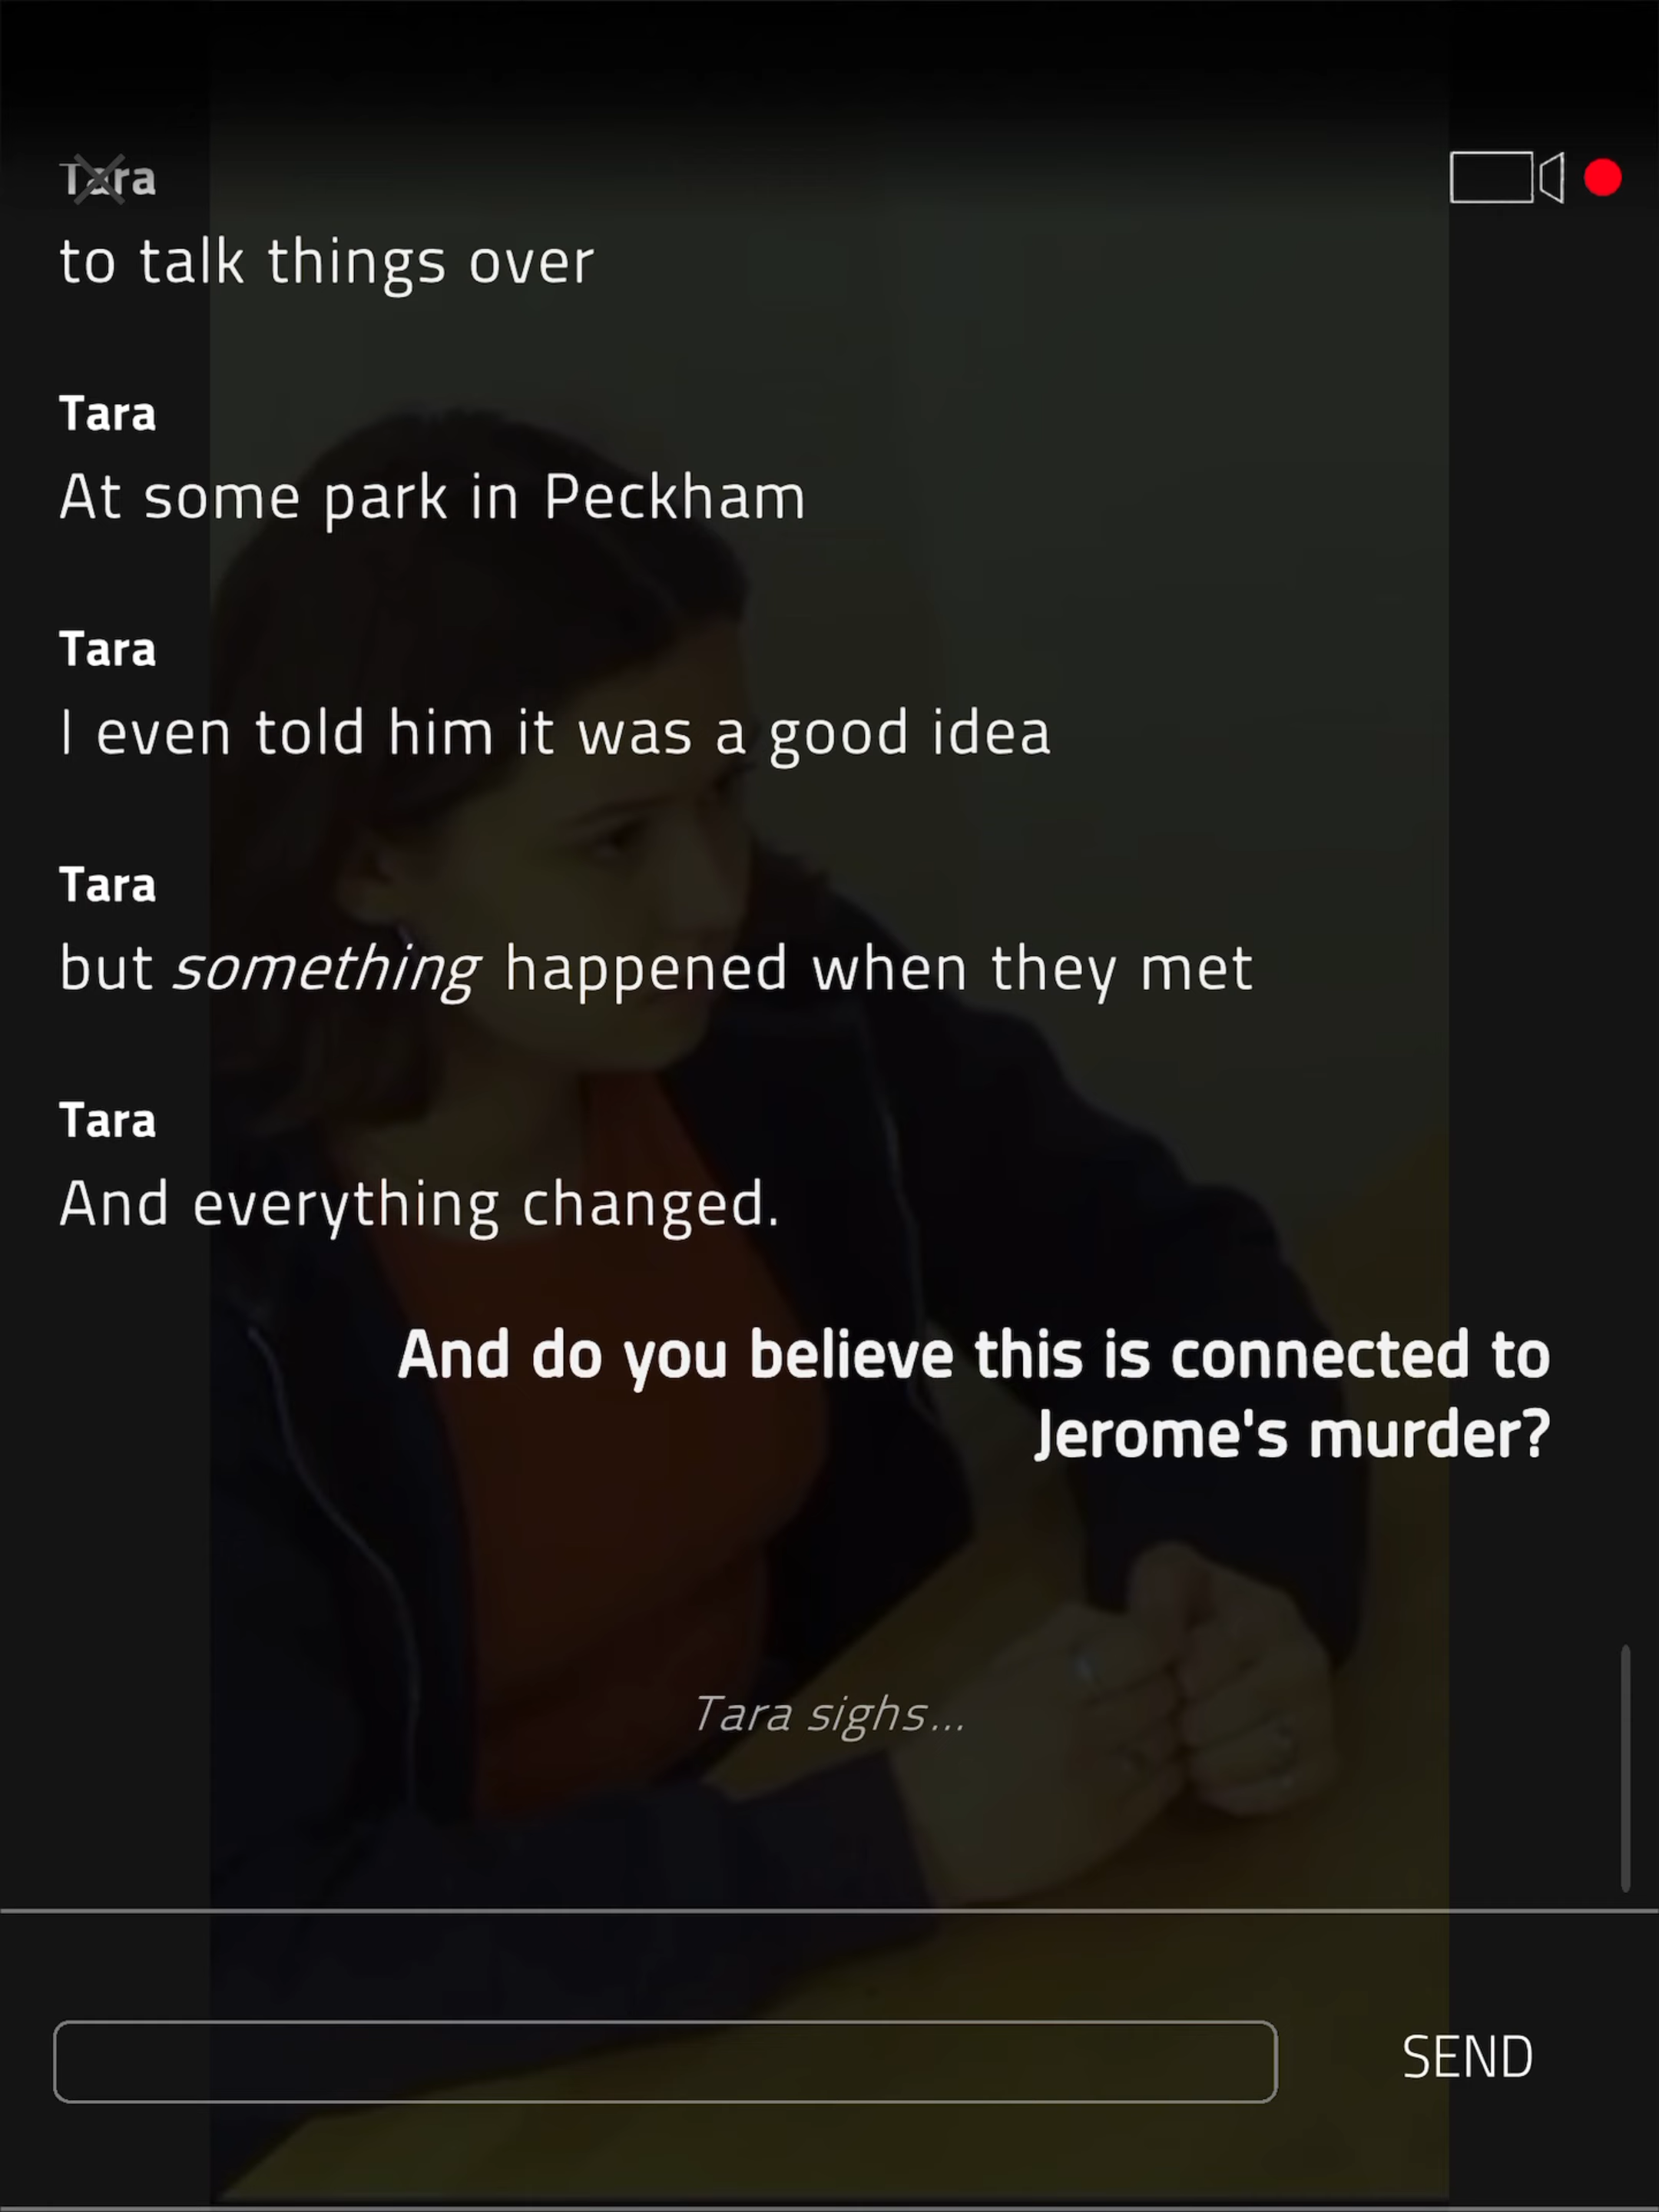 Tara
to talk things over
Tara
At some park in Peckham
Tara
I even told him it was a good idea
Tara
but something happened when they met
Tara
And everything changed.
And do you believe this is connected to
Jerome's murder?
Tara sighs...
SEND